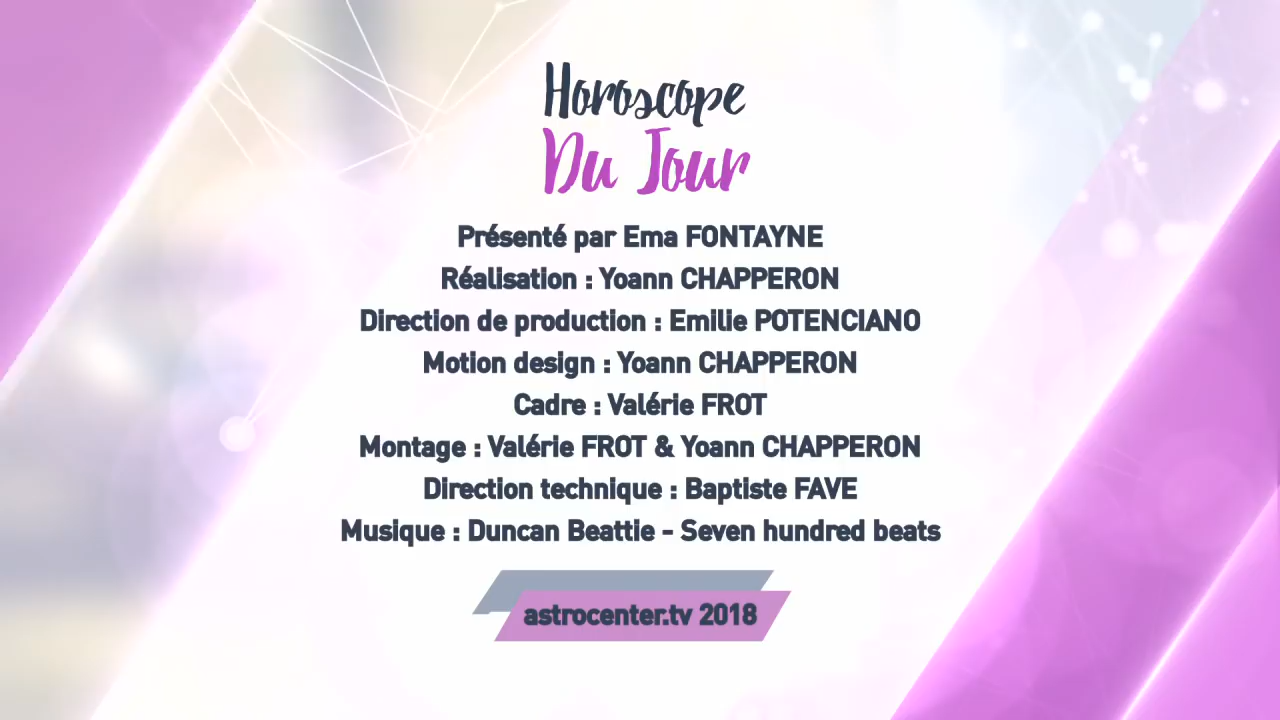 Horoscope
Du Jour
Présenté par Ema FONTAYNE
Réalisation : Yoann CHAPPERON
Direction de production : Emilie POTENCIANO
Motion design : Yoann CHAPPERON
Cadre : Valérie FROT
Montage : Valérie FROT & Yoann CHAPPERON
Direction technique : Baptiste FAVE
Musique : Duncan Beattie - Seven hundred beats
astrocenter.tv 2018